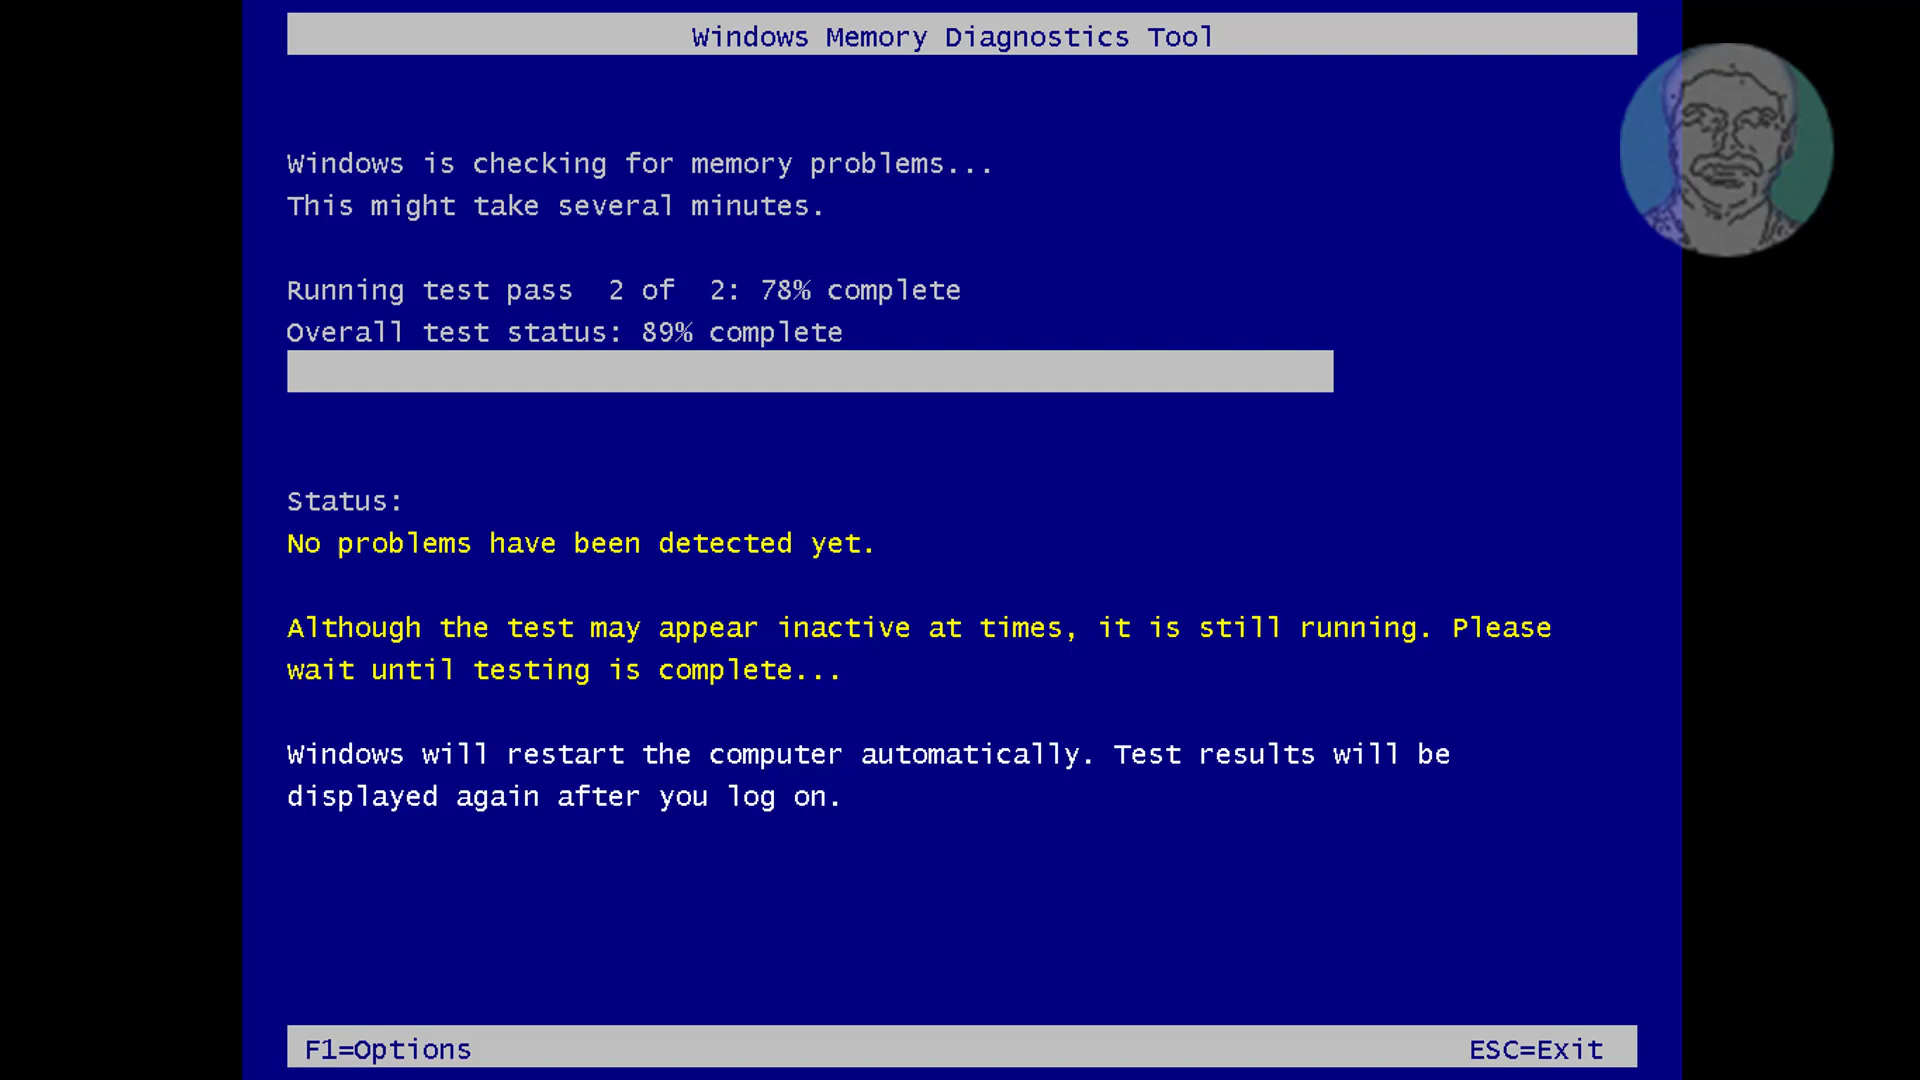 Windows Memory Diagnostics Tool
Windows is checking for memory problems...
This might take several minutes.
Running test pass  2 of  2: 78% complete
Overall test status: 89% complete
Status:
No problems have been detected yet.
Although the test may appear inactive at times, it is still running. Please
wait until testing is complete...
Windows will restart the computer automatically. Test results will be
displayed again after you log on.
F1=Options
ESC=Exit